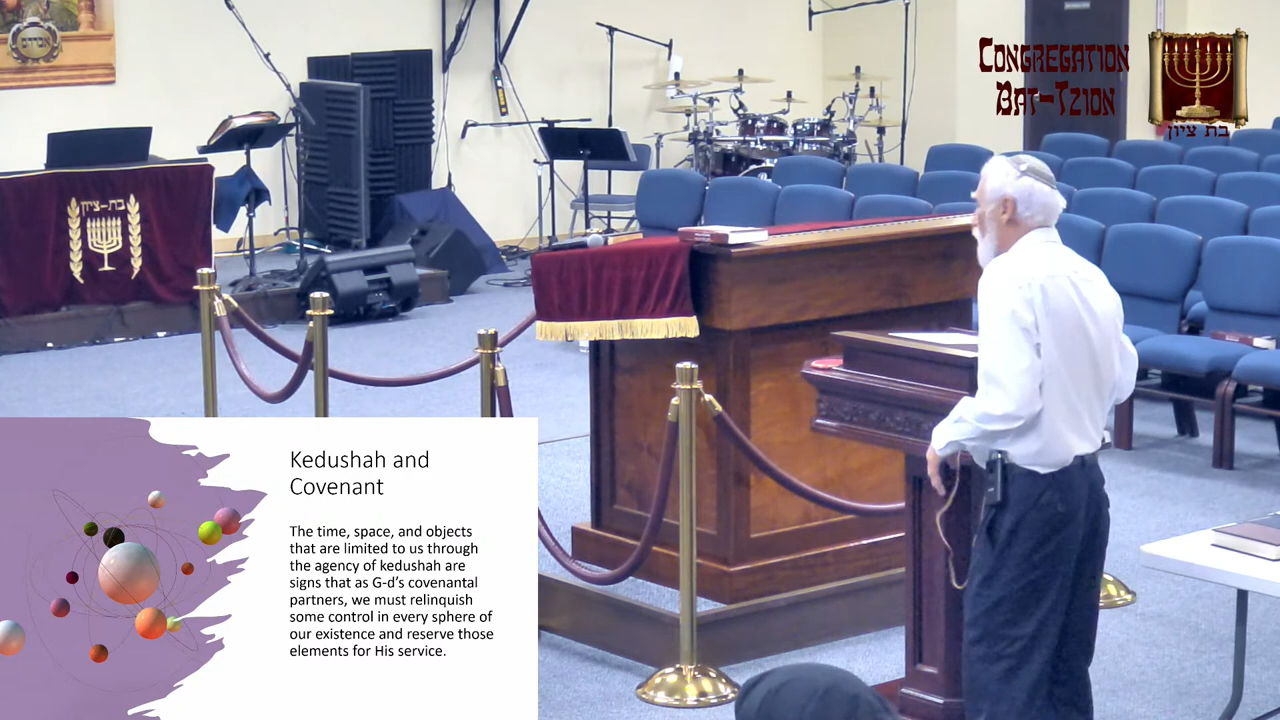 CONGREGATION
BAT-TZION
בת ציון
בת-ציון
Kedushah and
Covenant
The time, space, and objects
that are limited to us through
the agency of kedushah are
signs that as G-d's covenantal
partners, we must relinquish
some control in every sphere of
our existence and reserve those
elements for His service.